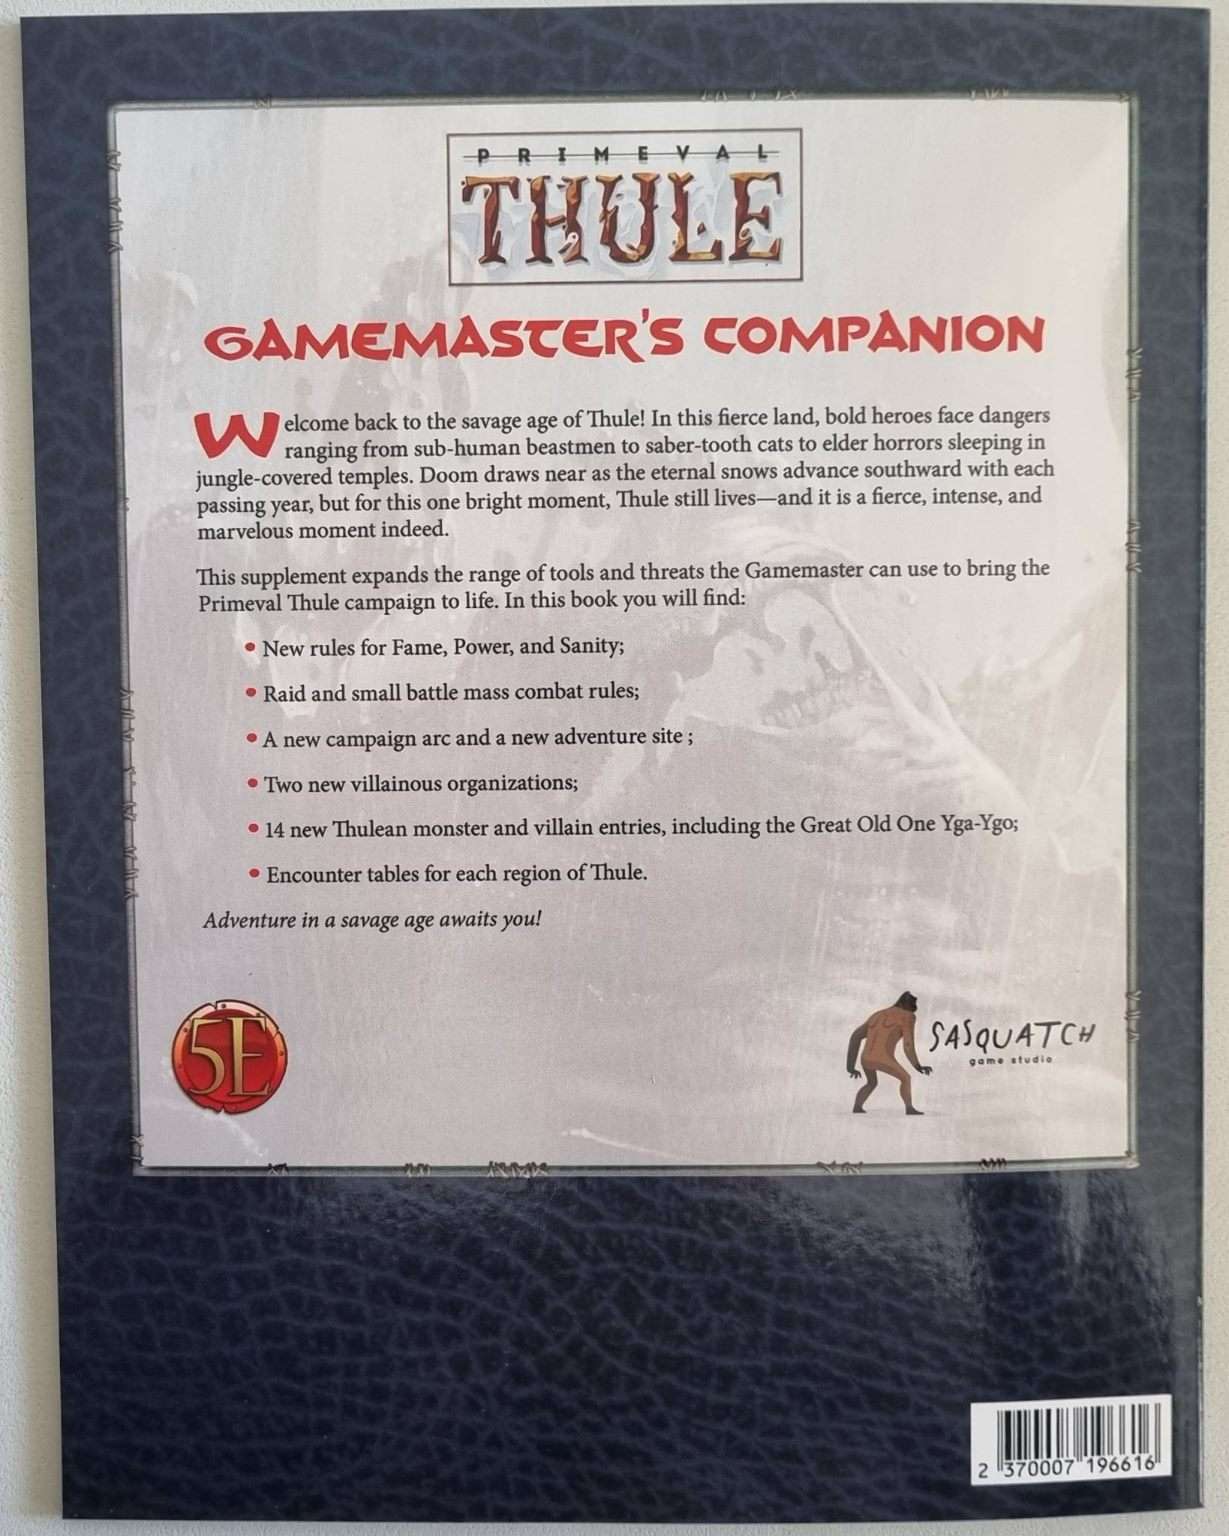 PRIMEVAL
THULE
GAMEMASTER'S COMPANION
Welcome back to the savage age of Thule! In this fierce land, bold heroes face dangers
ranging from sub-human beastmen to saber-tooth cats to elder horrors sleeping in
jungle-covered temples. Doom draws near as the eternal snows advance southward with each
passing year, but for this one bright moment, Thule still lives—and it is a fierce, intense, and
marvelous moment indeed.
This supplement expands the range of tools and threats the Gamemaster can use to bring the
Primeval Thule campaign to life. In this book you will find:
• New rules for Fame, Power, and Sanity;
• Raid and small battle mass combat rules;
• A new campaign arc and a new adventure site ;
• Two new villainous organizations;
• 14 new Thulean monster and villain entries, including the Great Old One Yga-Ygo;
• Encounter tables for each region of Thule.
Adventure in a savage age awaits you!
5E
SASQUATCH
game studio
2 370007 196616